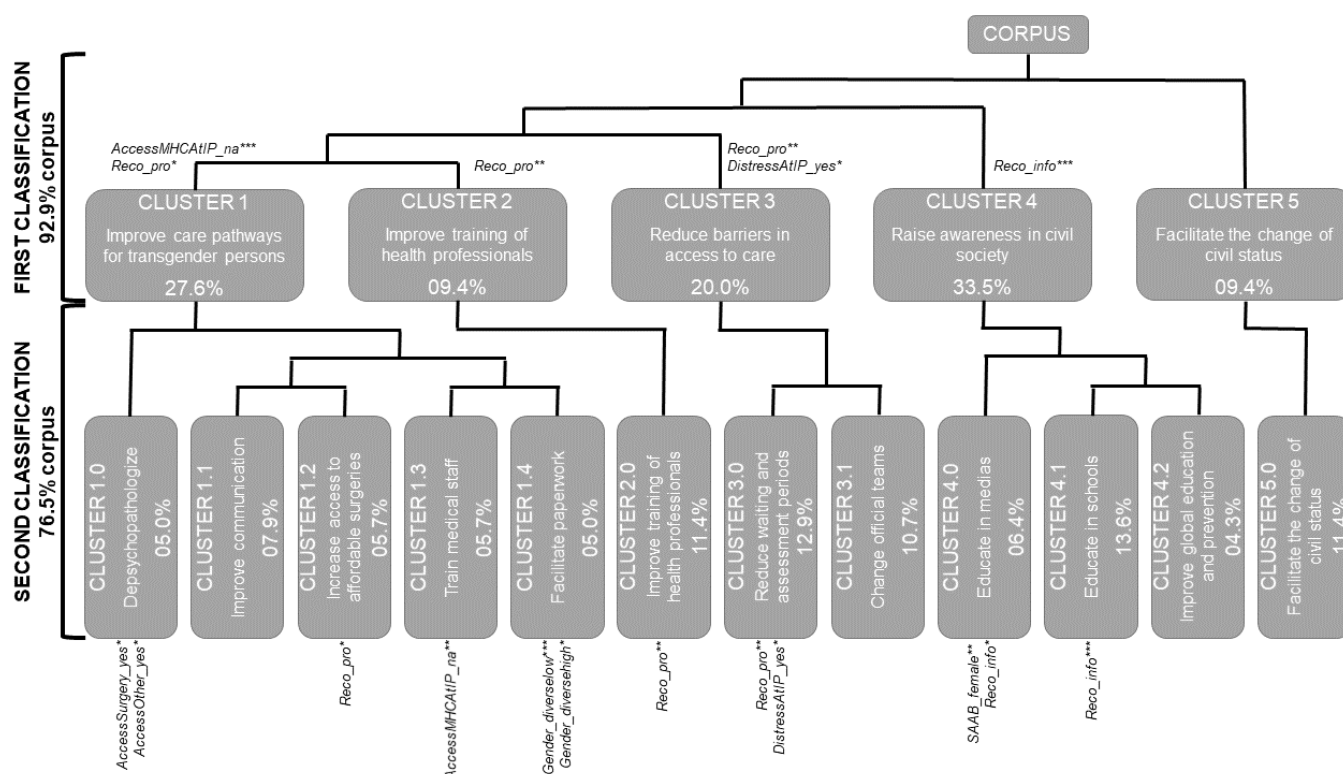 CORPUS
FIRST CLASSIFICATION
92.9% corpus
AccessMHCAtIP_na***
Reco_pro*
Reco_pro**
Reco_pro**
DistressAtIP_yes*
Reco_info***
CLUSTER 1
Improve care pathways
for transgender persons
27.6%
CLUSTER 2
Improve training of
health professionals
09.4%
CLUSTER 3
Reduce barriers in
access to care
20.0%
CLUSTER 4
Raise awareness in civil
society
33.5%
CLUSTER 5
Facilitate the change of
civil status
09.4%
SECOND CLASSIFICATION
76.5% corpus
CLUSTER 1.0
Depsychopathologize
05.0%
CLUSTER 1.1
Improve communication
07.9%
CLUSTER 1.2
Increase access to
affordable surgeries
05.7%
CLUSTER 1.3
Train medical staff
05.7%
CLUSTER 1.4
Facilitate paperwork
05.0%
CLUSTER 2.0
Improve training of
health professionals
11.4%
CLUSTER 3.0
Reduce waiting and
assessment periods
12.9%
CLUSTER 3.1
Change official teams
10.7%
CLUSTER 4.0
Educate in medias
06.4%
CLUSTER 4.1
Educate in schools
13.6%
CLUSTER 4.2
Improve global education
and prevention
04.3%
CLUSTER 5.0
Facilitate the change of
civil status
AccessSurgery_yes*
AccessOther_yes*
Reco_pro*
AccessMHCAtIP_na**
Gender_diverselow***
Gender_diversehigh*
Reco_pro**
Reco_pro**
DistressAtIP_yes*
SAAB_female**
Reco_info*
Reco_info***